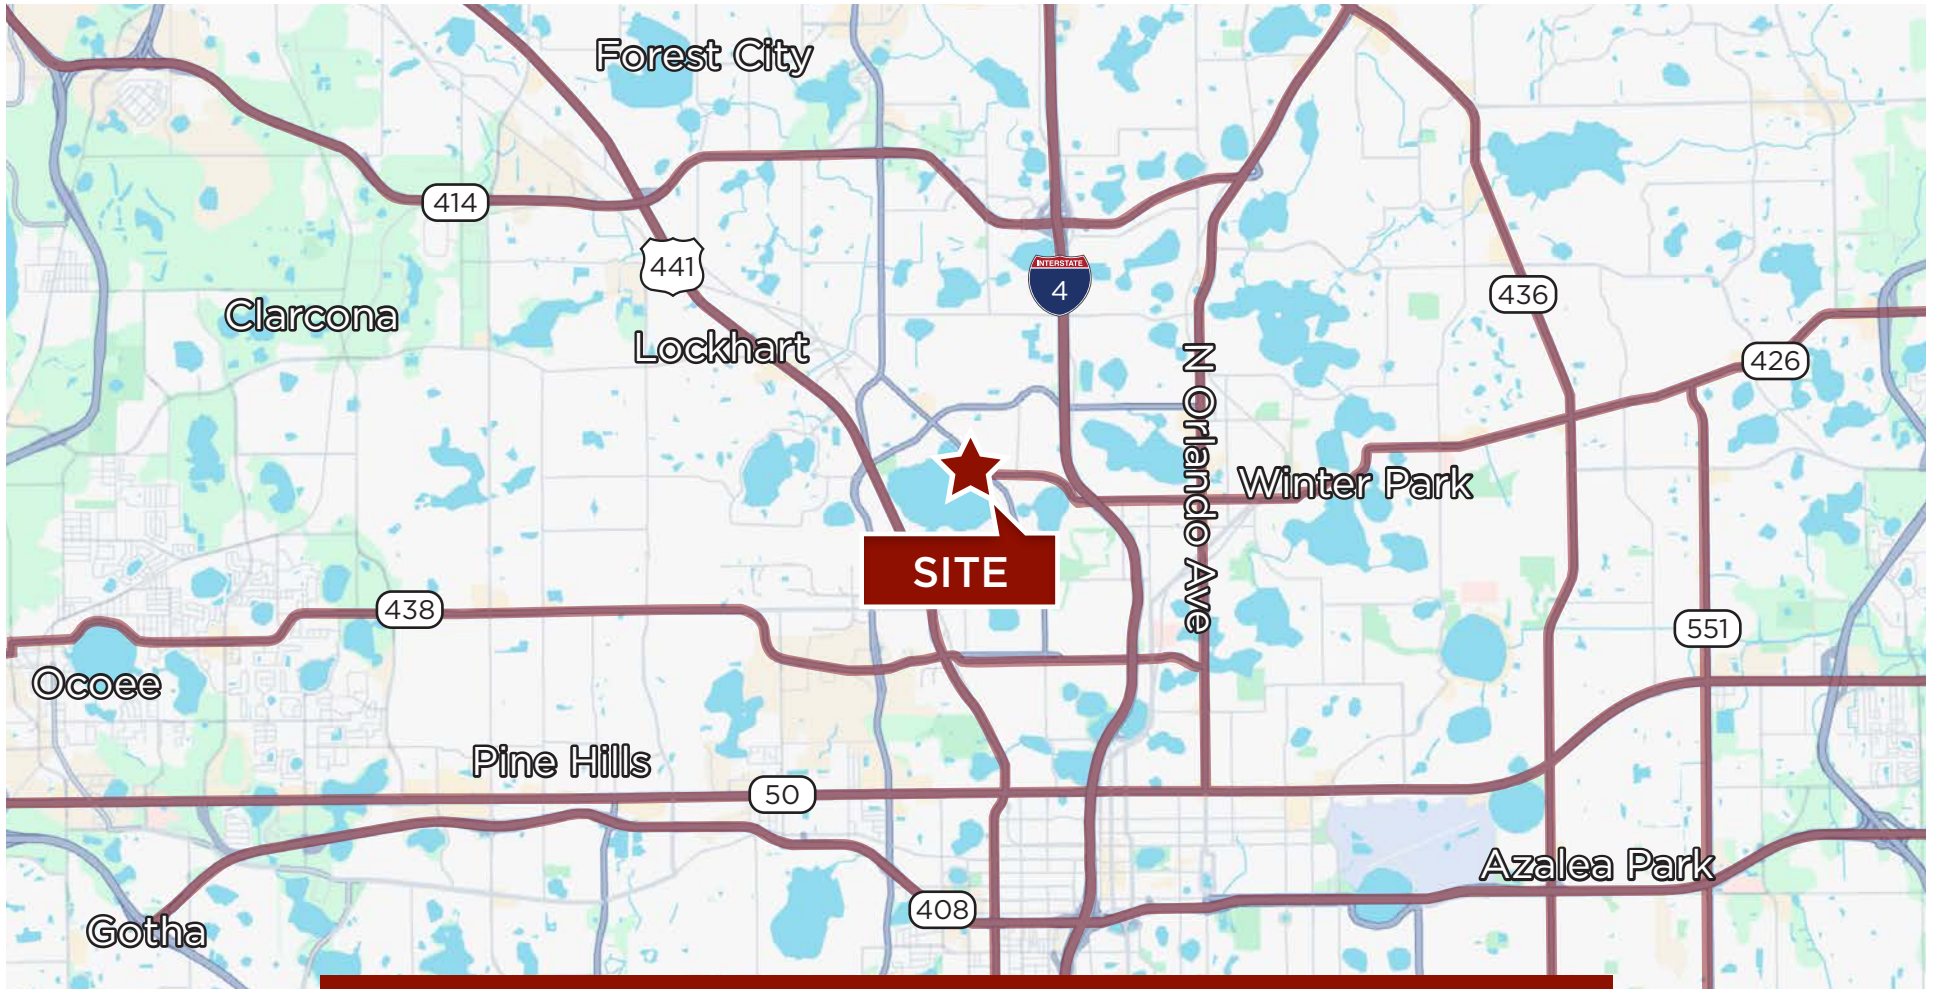 Forest City
414
441
INTERSTATE
4
436
Clarcona
Lockhart
426
N Orlando Ave
Winter Park
SITE
438
551
Ocoee
Pine Hills
50
Azalea Park
408
Gotha